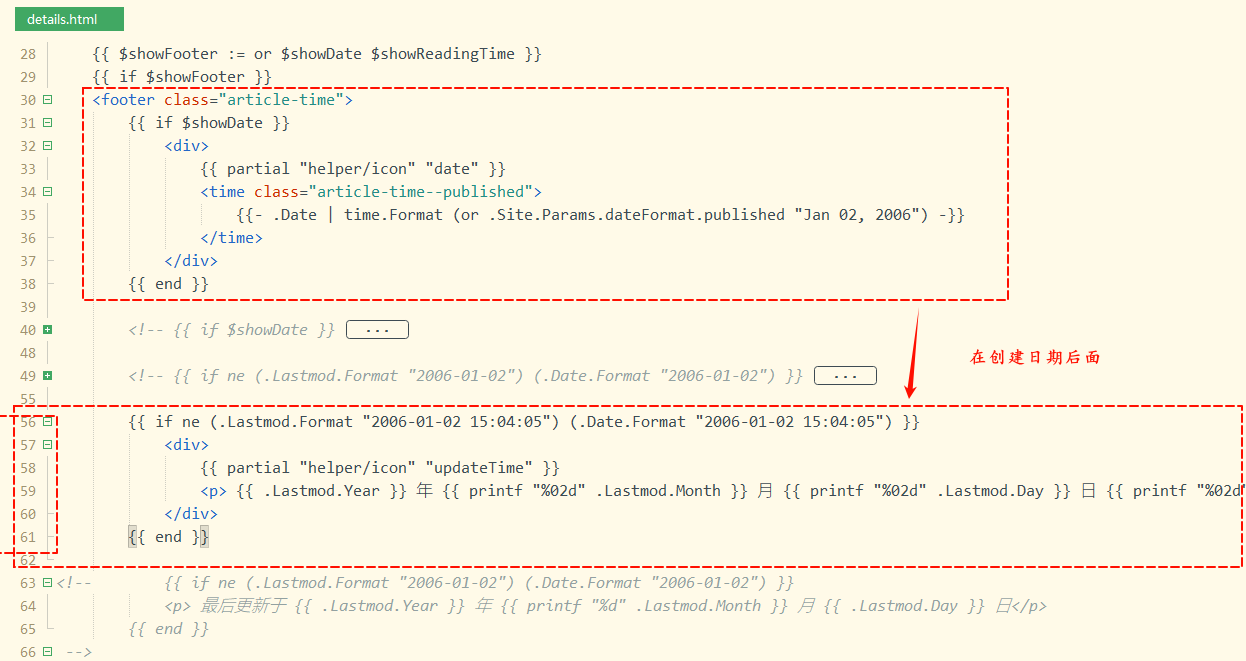 details.html
28 {{ $showFooter := or $showDate $showReadingTime }}
29 {{ if $showFooter }}
30 <footer class="article-time">
31 {{ if $showDate }}
32 <div>
33 {{ partial "helper/icon" "date" }}
34 <time class="article-time--published">
35 {{- .Date | time.Format (or .Site.Params.dateFormat.published "Jan 02, 2006") -}}
36 </time>
37 </div>
38 {{ end }}
39
40 <!-- {{ if $showDate }} ...
48
在创建日期后面
49 <!-- {{ if ne (.Lastmod.Format "2006-01-02") (.Date.Format "2006-01-02") }} ...
55
56 {{ if ne (.Lastmod.Format "2006-01-02 15:04:05") (.Date.Format "2006-01-02 15:04:05") }}
57 <div>
58 {{ partial "helper/icon" "updateTime" }}
59 <p> {{ .Lastmod.Year }} 年 {{ printf "%02d" .Lastmod.Month }} 月 {{ printf "%02d" .Lastmod.Day }} 日 {{ printf "%02d"
60 </div>
61 {{ end }}
62
63 <!-- {{ if ne (.Lastmod.Format "2006-01-02") (.Date.Format "2006-01-02") }}
64 <p> 最后更新于 {{ .Lastmod.Year }} 年 {{ printf "%d" .Lastmod.Month }} 月 {{ .Lastmod.Day }} 日</p>
65 {{ end }}
66 -->